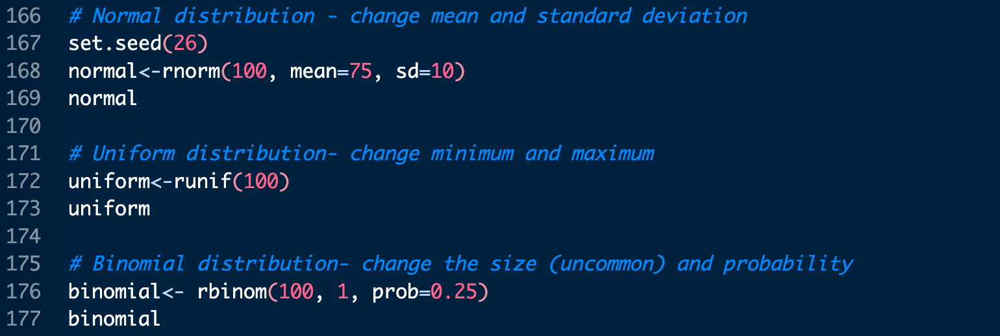 166 # Normal distribution - change mean and standard deviation
167 set.seed(26)
168 normal<-rnorm(100, mean=75, sd=10)
169 normal
170
171 # Uniform distribution- change minimum and maximum
172 uniform<-runif(100)
173 uniform
174
175 # Binomial distribution- change the size (uncommon) and probability
176 binomial<- rbinom(100, 1, prob=0.25)
177 binomial